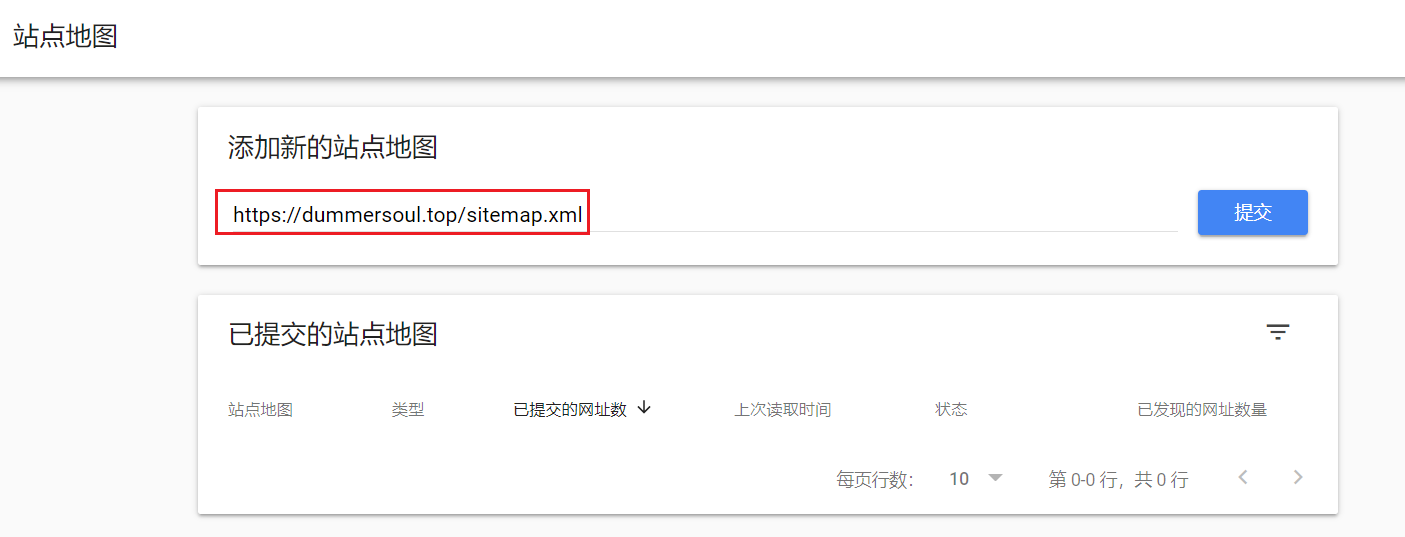 站点地图
添加新的站点地图
https://dummersoul.top/sitemap.xml
提交
已提交的站点地图
站点地图 类型 已提交的网址数 上次读取时间 状态 已发现的网址数量
每页行数： 10 第 0-0 行，共 0 行